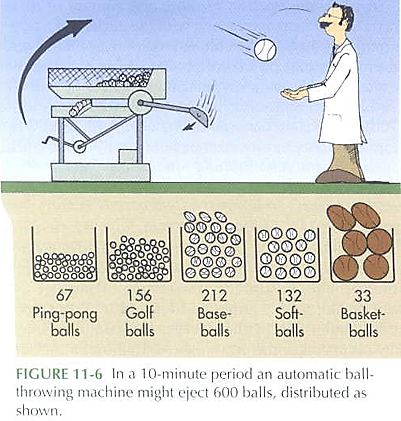 67 156 212 132 33
Ping-pong Golf Base- Soft- Basket-
balls balls balls balls balls
FIGURE 11-6 In a 10-minute period an automatic ball-
throwing machine might eject 600 balls, distributed as
shown.